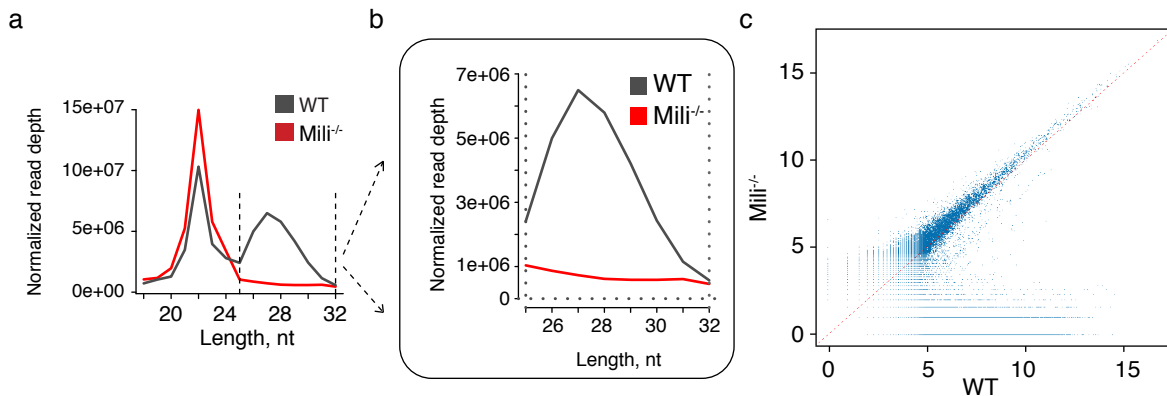 a
Normalized read depth
15e+07
10e+07
5e+06
0e+00
20
24
28
32
Length, nt
WT
Mili-/-
b
Normalized read depth
7e+06
5e+06
3e+06
1e+06
0
26
28
30
32
Length, nt
WT
Mili-/-
c
Mili-/-
15
10
5
0
0
5
10
15
WT